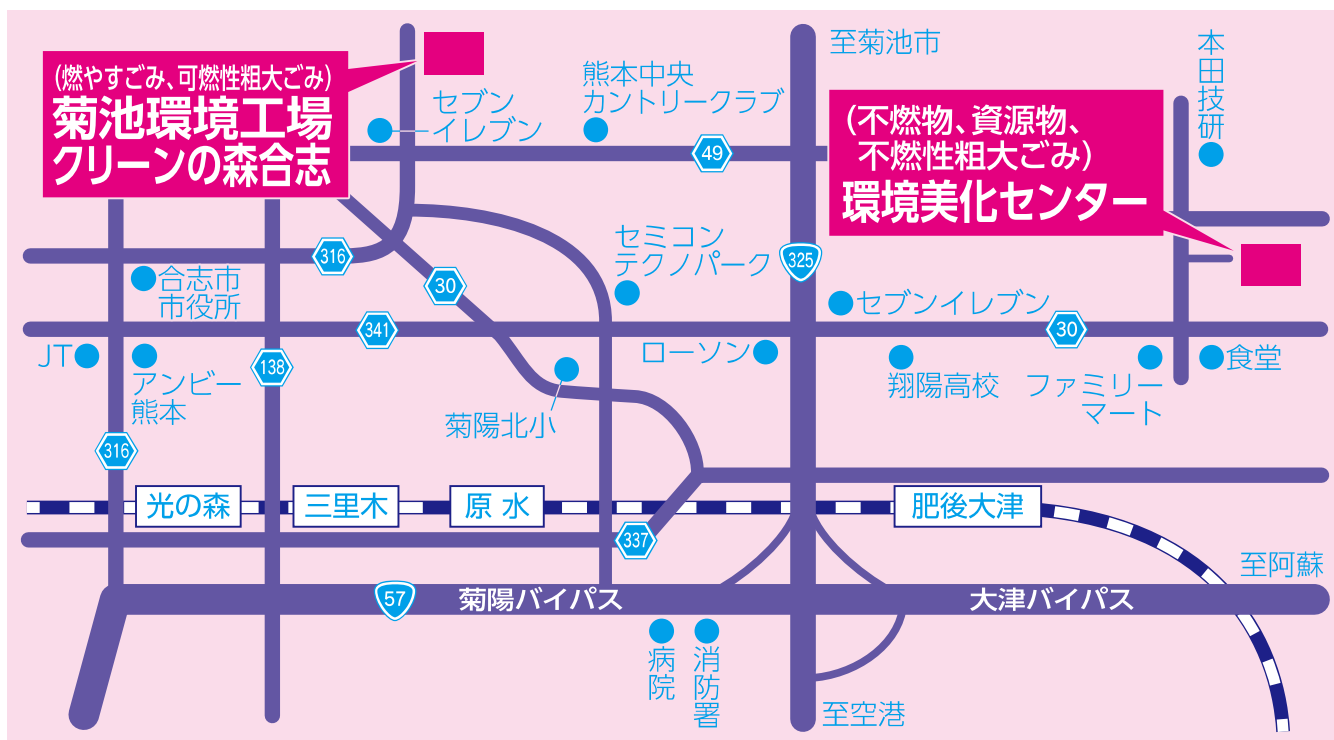 (燃やすごみ、可燃性粗大ごみ)
菊池環境工場
クリーンの森合志
セブン
イレブン
熊本中央
カントリークラブ
49
至菊池市
(不燃物、資源物、
不燃性粗大ごみ)
環境美化センター
本田技研
316
30
合志市
市役所
セミコン
テクノパーク
325
セブンイレブン
341
30
JT
アンビー
熊本
138
ローソン
翔陽高校
ファミリー
マート
食堂
菊陽北小
316
光の森
三里木
原水
肥後大津
337
至阿蘇
57
菊陽バイパス
大津バイパス
病院
消防署
至空港